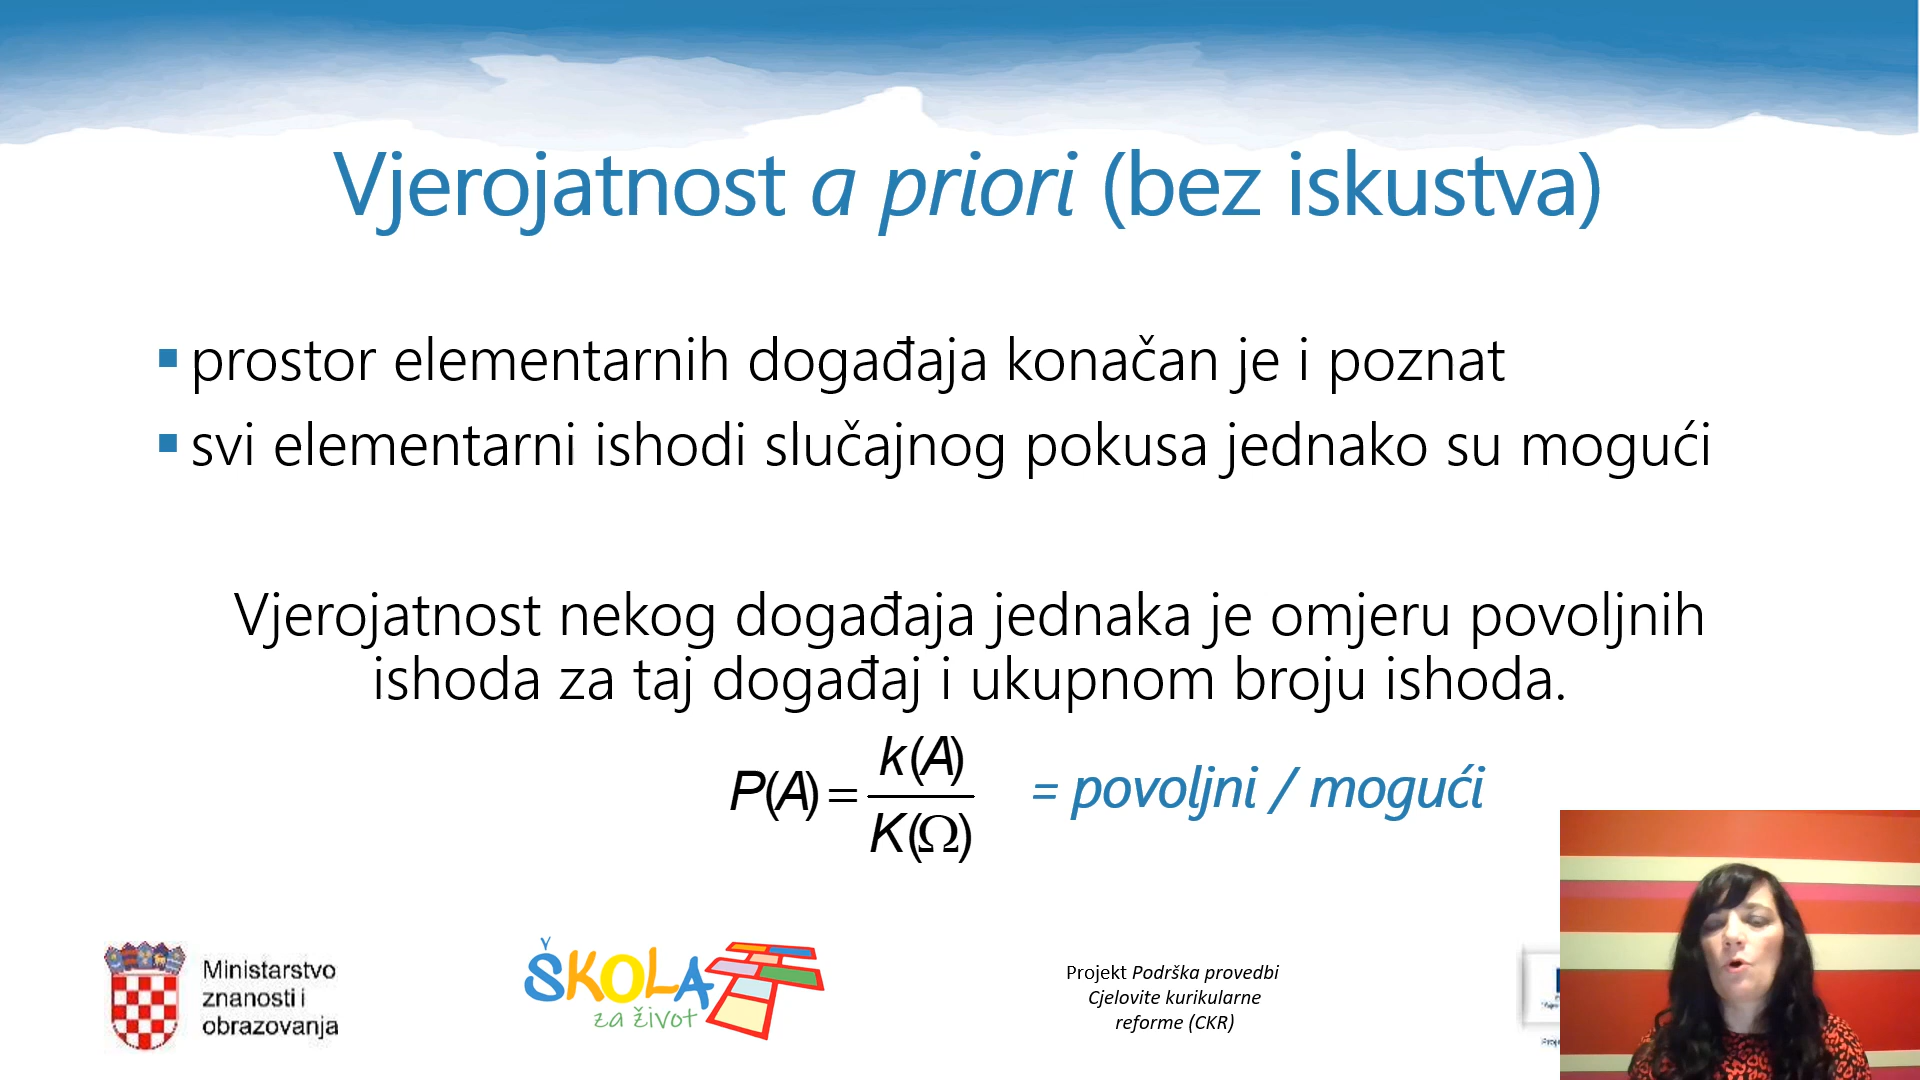 Vjerojatnost a priori (bez iskustva)
▪ prostor elementarnih događaja konačan je i poznat
▪ svi elementarni ishodi slučajnog pokusa jednako su mogući
Vjerojatnost nekog događaja jednaka je omjeru povoljnih
ishoda za taj događaj i ukupnom broju ishoda.
P(A) = k(A) / K(Ω) = povoljni / mogući
Ministarstvo
znanosti i
obrazovanja
ŠKOLA
za život
Projekt Podrška provedbi
Cjelovite kurikularne
reforme (CKR)